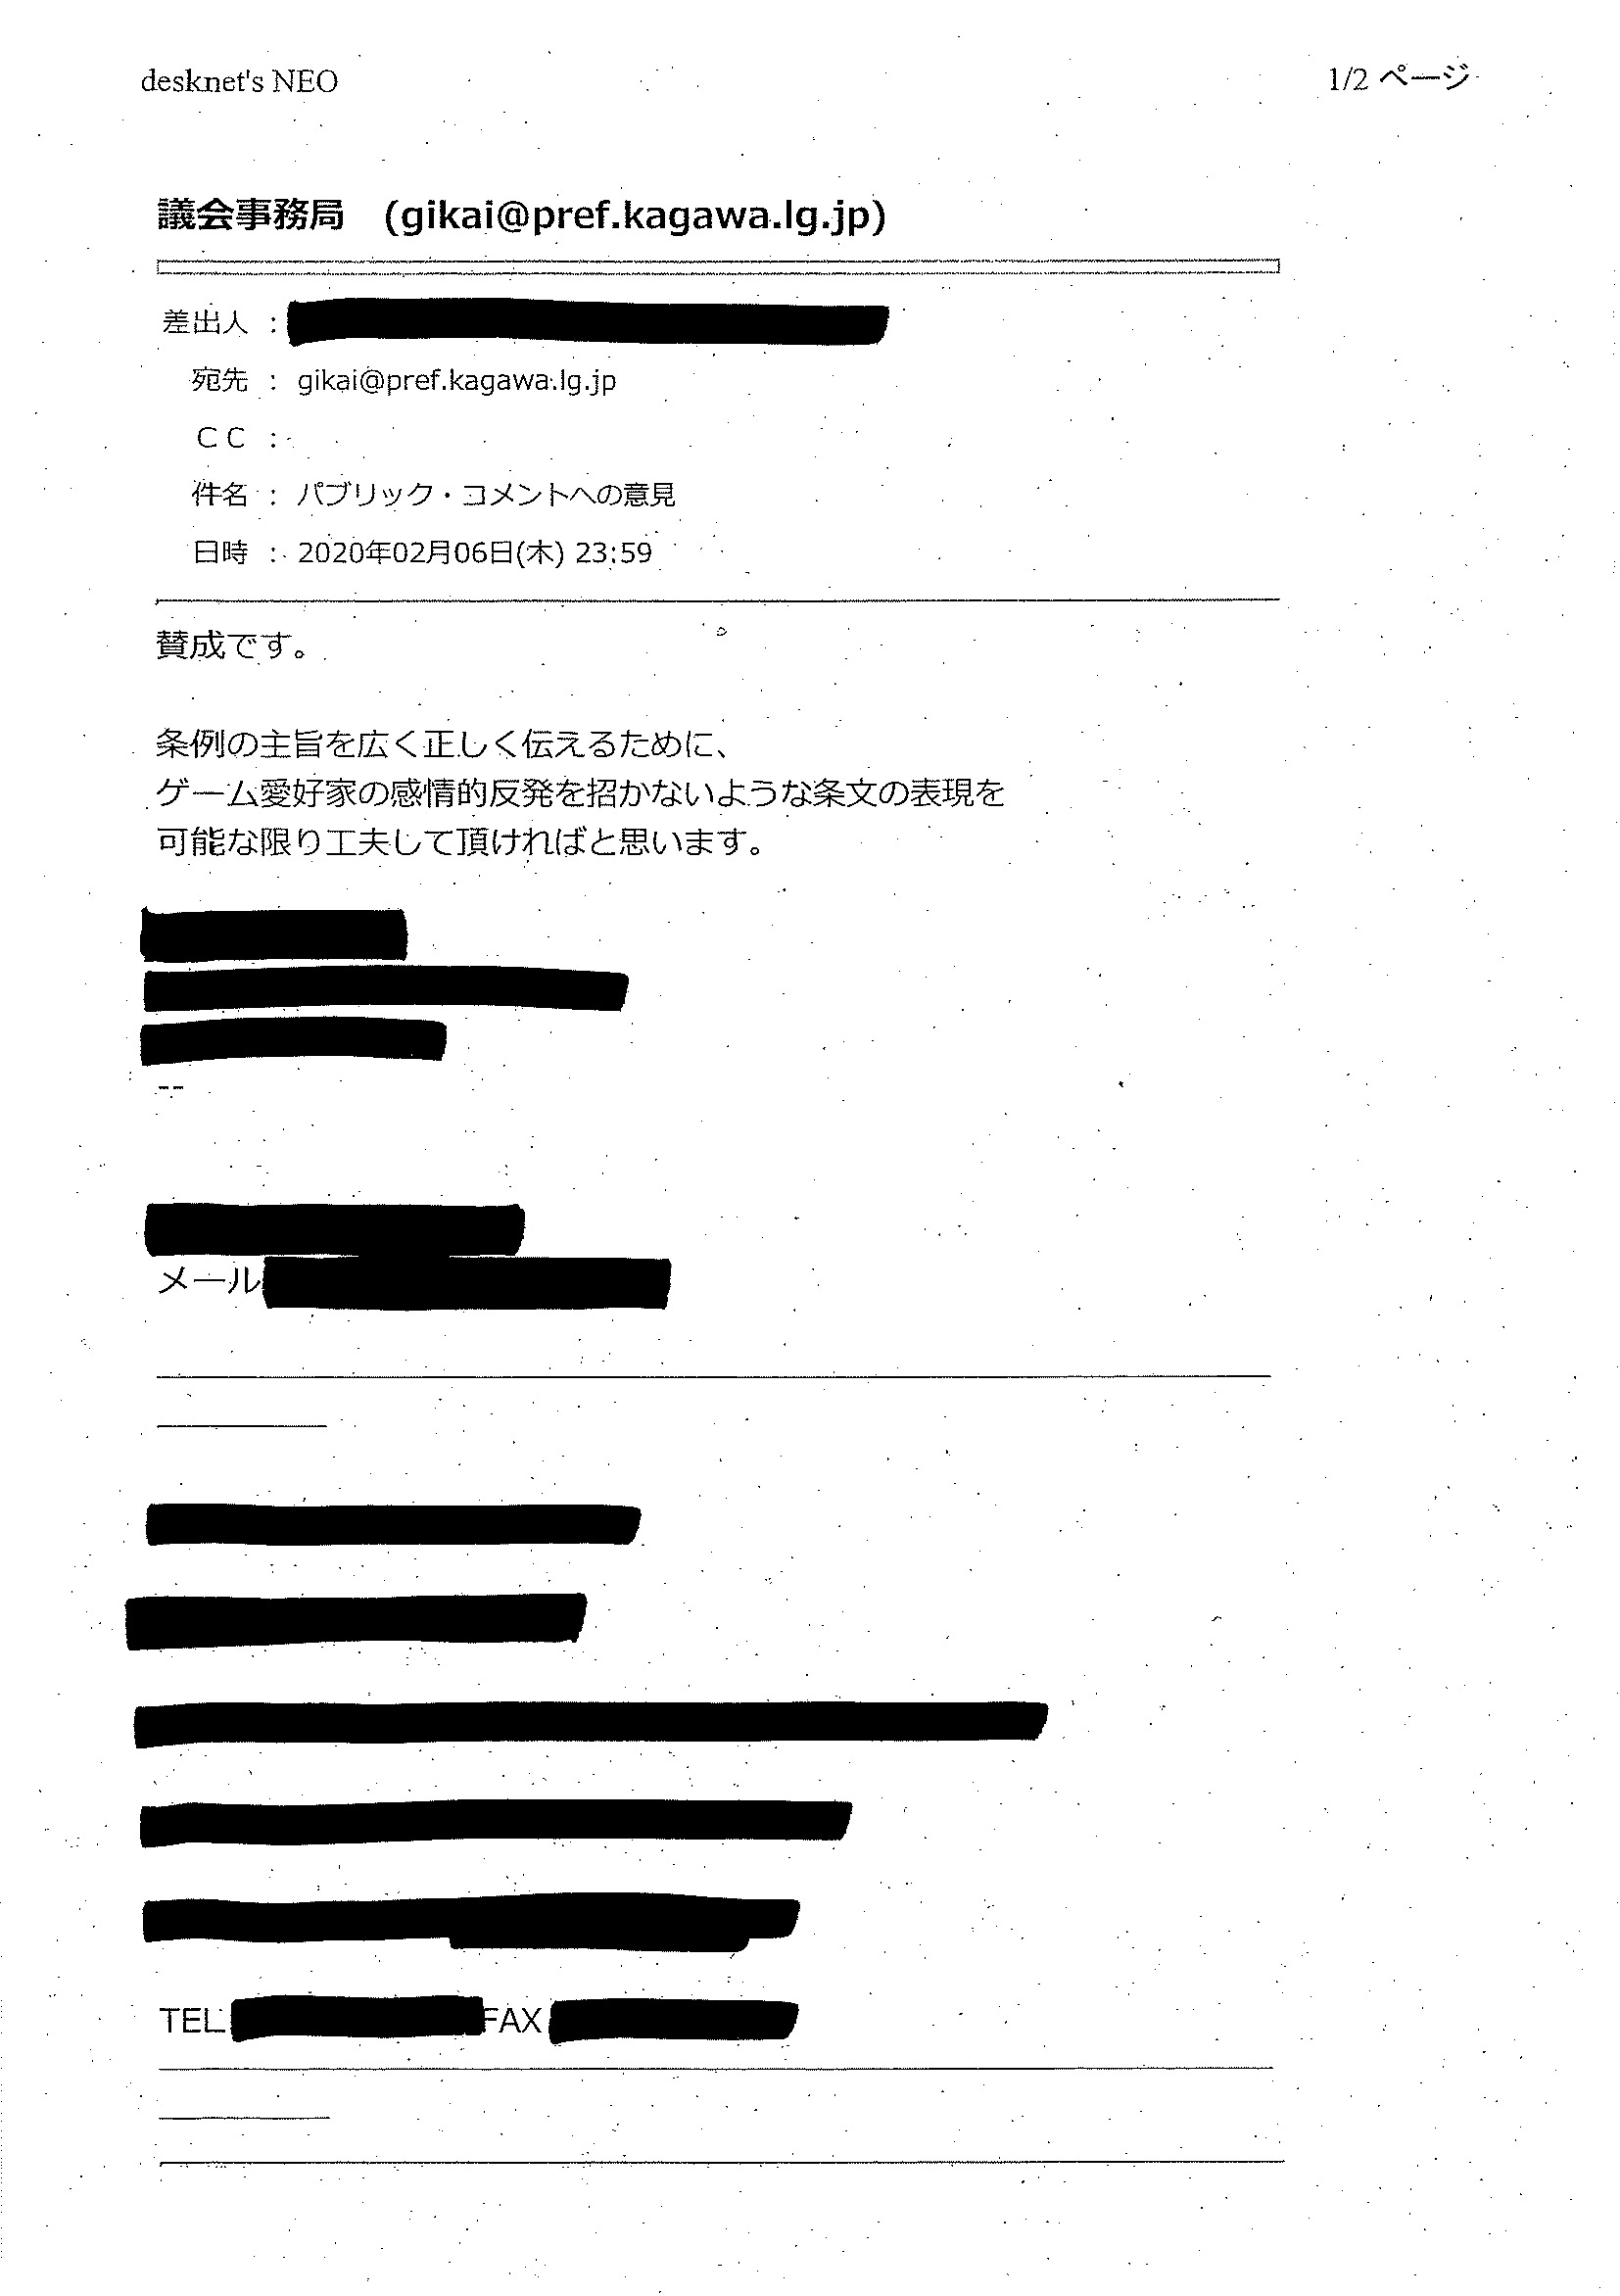 desknet's NEO
1/2 ページ
議会事務局 (gikai@pref.kagawa.lg.jp)
差出人 :
宛先 : gikai@pref.kagawa.lg.jp
ＣＣ :
件名 : パブリック・コメントへの意見
日時 : 2020年02月06日(木) 23:59
賛成です。
条例の主旨を広く正しく伝えるために、
ゲーム愛好家の感情的反発を招かないような条文の表現を
可能な限り工夫して頂ければと思います。
--
メール
TEL FAX